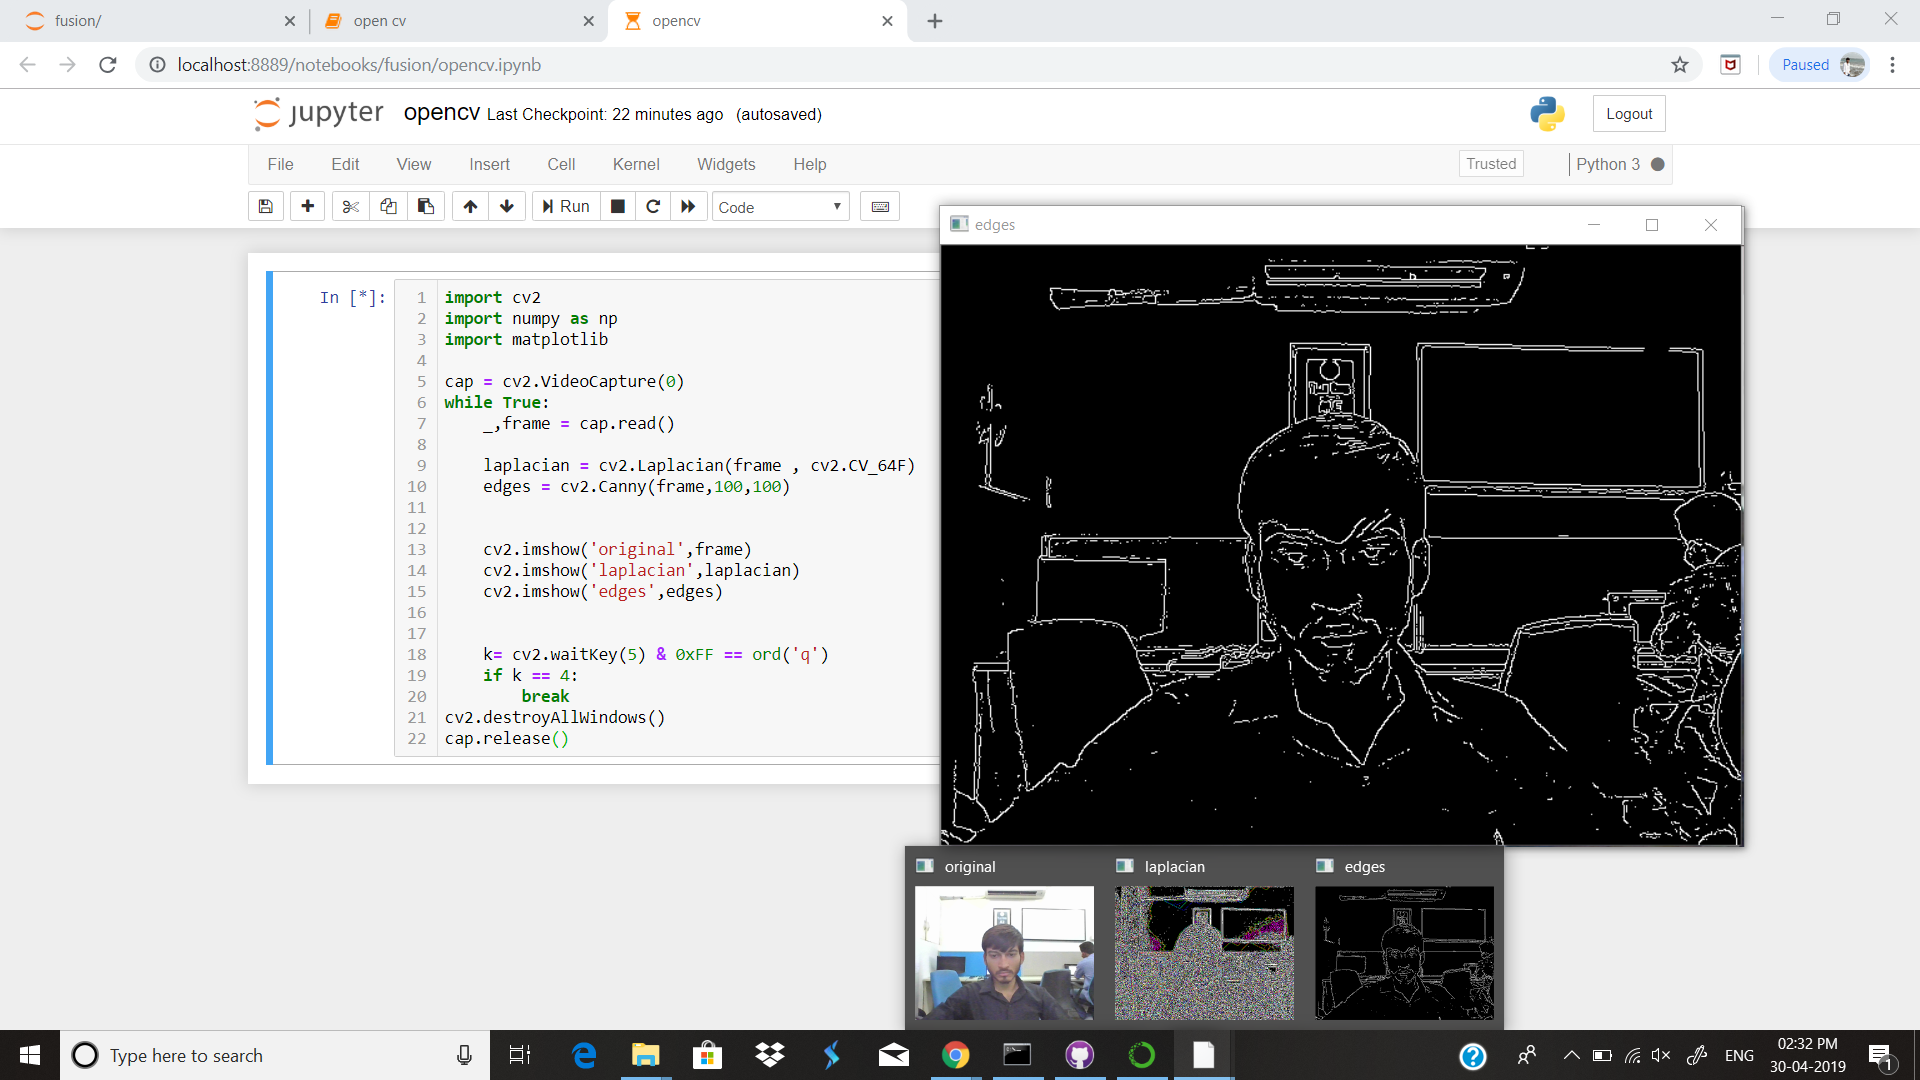 fusion/
open cv
opencv
localhost:8889/notebooks/fusion/opencv.ipynb
Paused
jupyter opencv Last Checkpoint: 22 minutes ago (autosaved)
Logout
File Edit View Insert Cell Kernel Widgets Help
Trusted
Python 3
Run
Code
edges
In [*]:
1 import cv2
2 import numpy as np
3 import matplotlib
4
5 cap = cv2.VideoCapture(0)
6 while True:
7 _,frame = cap.read()
8
9 laplacian = cv2.Laplacian(frame , cv2.CV_64F)
10 edges = cv2.Canny(frame,100,100)
11
12
13 cv2.imshow('original',frame)
14 cv2.imshow('laplacian',laplacian)
15 cv2.imshow('edges',edges)
16
17
18 k= cv2.waitKey(5) & 0xFF == ord('q')
19 if k == 4:
20 break
21 cv2.destroyAllWindows()
22 cap.release()
original
laplacian
edges
Type here to search
ENG
02:32 PM
30-04-2019
1